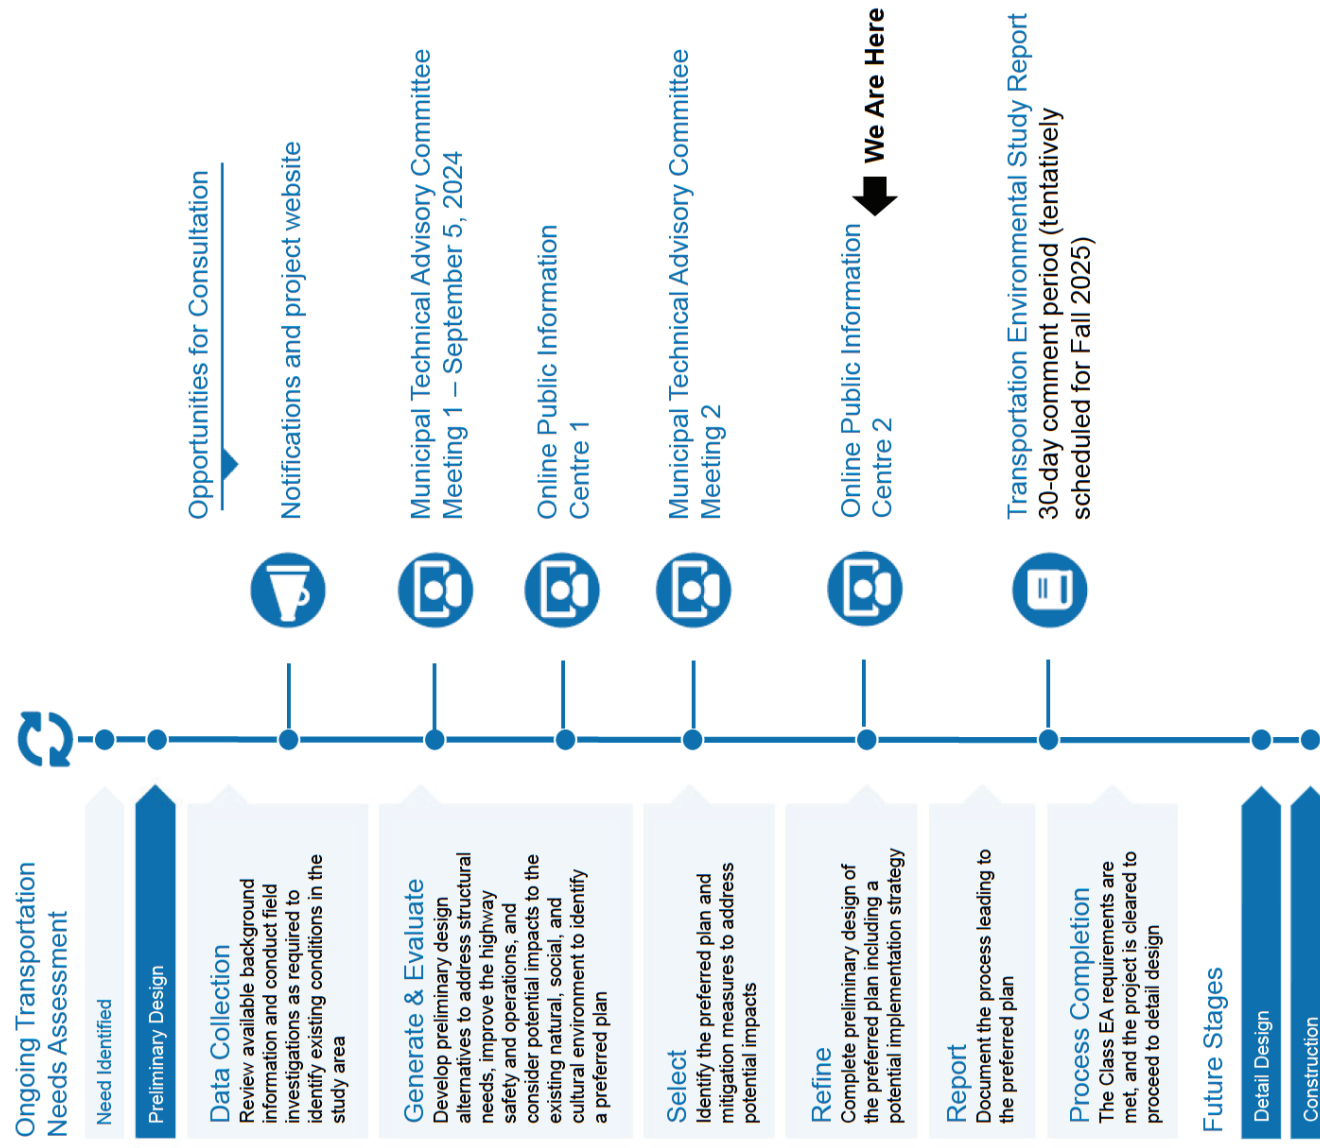 Ongoing Transportation
Needs Assessment
Need Identified
Preliminary Design
Opportunities for Consultation
Data Collection
Review available background
information and conduct field
investigations as required to
identify existing conditions in the
study area
Notifications and project website
Generate & Evaluate
Develop preliminary design
alternatives to address structural
needs, improve the highway
safety and operations, and
consider potential impacts to the
existing natural, social, and
cultural environment to identify
a preferred plan
Municipal Technical Advisory Committee
Meeting 1 – September 5, 2024
Online Public Information
Centre 1
Select
Identify the preferred plan and
mitigation measures to address
potential impacts
Municipal Technical Advisory Committee
Meeting 2
Refine
Complete preliminary design of
the preferred plan including a
potential implementation strategy
Online Public Information
Centre 2
We Are Here
Report
Document the process leading to
the preferred plan
Transportation Environmental Study Report
30-day comment period (tentatively
scheduled for Fall 2025)
Process Completion
The Class EA requirements are
met, and the project is cleared to
proceed to detail design
Future Stages
Detail Design
Construction